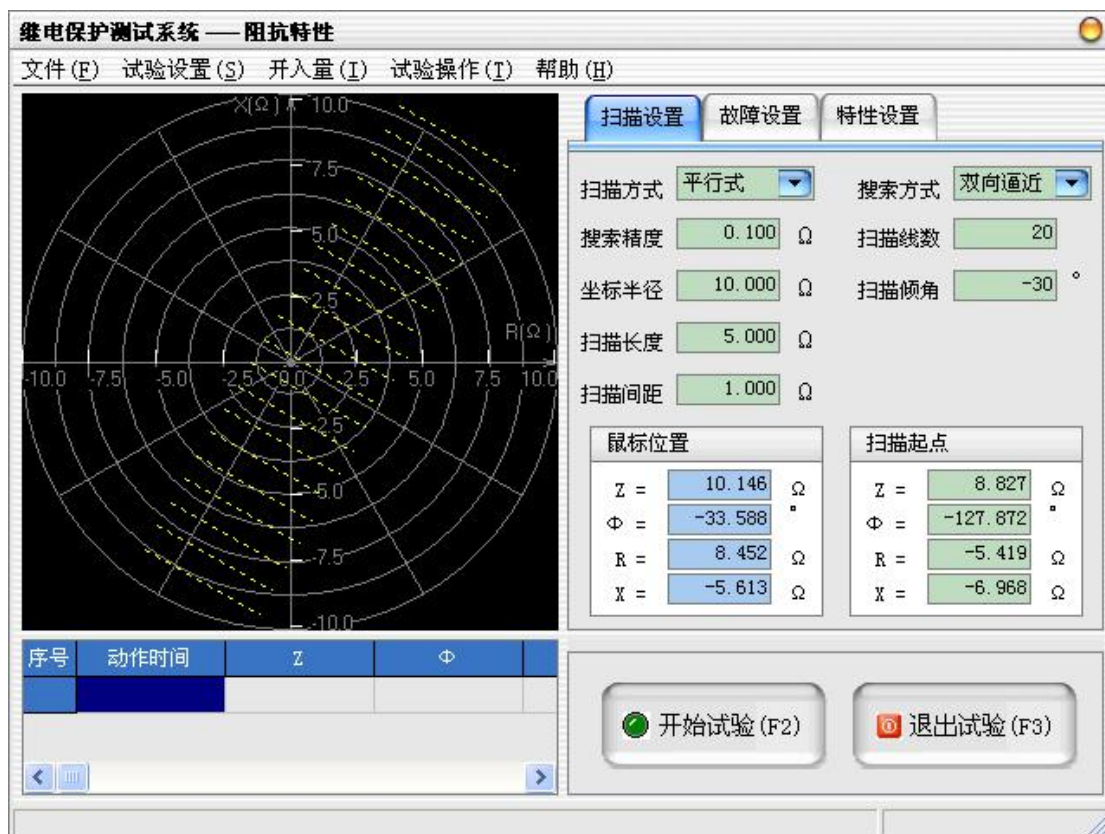 继电保护测试系统 —— 阻抗特性
文件(F) 试验设置(S) 开入量(I) 试验操作(T) 帮助(H)
X(Ω) 10.0
7.5
5.0
2.5
R(Ω)
-10.0 -7.5 -5.0 -2.5 0.0 2.5 5.0 7.5 10.0
-2.5
-5.0
-7.5
-10.0
扫描设置 故障设置 特性设置
扫描方式 平行式 搜索方式 双向逼近
搜索精度 0.100 Ω 扫描线数 20
坐标半径 10.000 Ω 扫描倾角 -30 °
扫描长度 5.000 Ω
扫描间距 1.000 Ω
鼠标位置
Z = 10.146 Ω
Φ = -33.588 °
R = 8.452 Ω
X = -5.613 Ω
扫描起点
Z = 8.827 Ω
Φ = -127.872 °
R = -5.419 Ω
X = -6.968 Ω
序号 动作时间 Z Φ
开始试验(F2) 退出试验(F3)